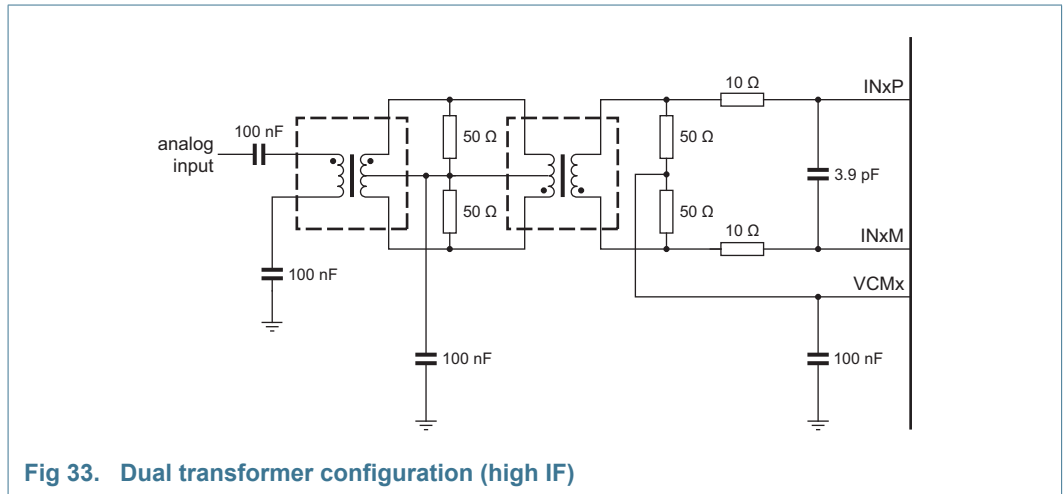 10 Ω
INxP
100 nF
analog
input
50 Ω
50 Ω
3.9 pF
50 Ω
50 Ω
10 Ω
INxM
100 nF
VCMx
100 nF
100 nF
Fig 33. Dual transformer configuration (high IF)